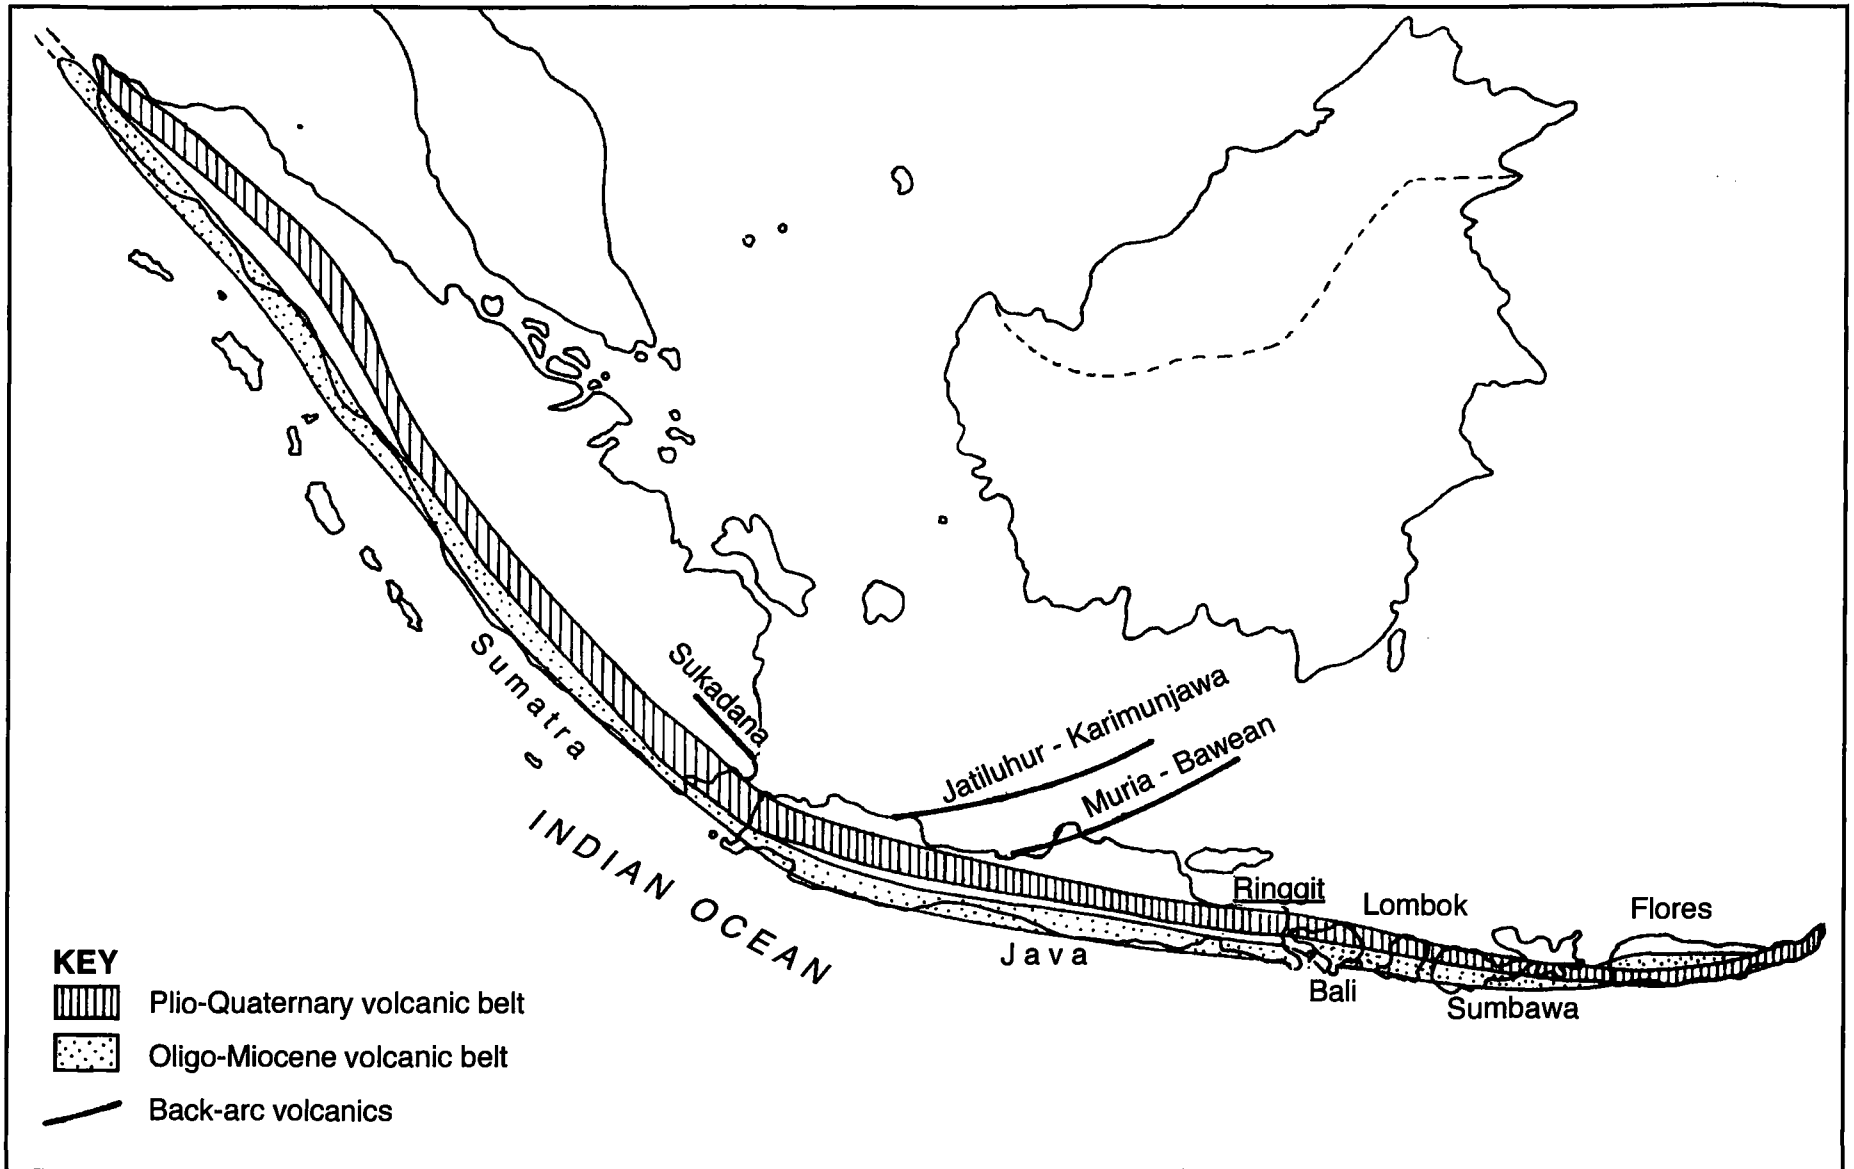 Sumatra
Sukadana
Jatiluhur - Karimunjawa
Muria - Bawean
INDIAN OCEAN
Java
Ringgit
Lombok
Flores
Bali
Sumbawa
KEY
Plio-Quaternary volcanic belt
Oligo-Miocene volcanic belt
Back-arc volcanics